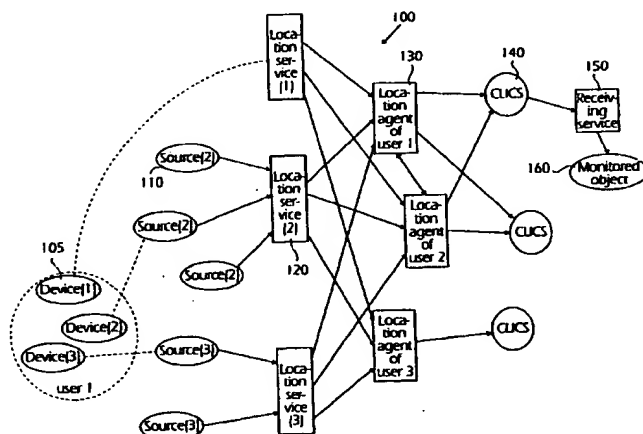 100
Loca-
tion
ser-
vice
(1)
130
Loca-
tion
agent
of
user 1
140
CLICS
150
Receiv-
ing
service
160
Monitored
object
110
Source(2)
Source(2)
Source(2)
Loca-
tion
ser-
vice
(2)
120
Loca-
tion
agent
of
user 2
CLICS
105
Device(1)
Device(2)
Device(3)
user 1
Source(3)
Source(3)
Loca-
tion
ser-
vice
(3)
Loca-
tion
agent
of
user 3
CLICS